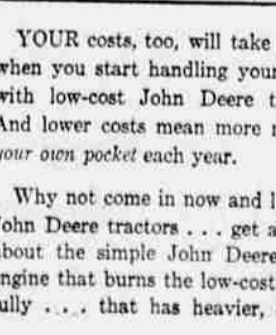 YOUR costs, too, will take
when you start handling your
with low-cost John Deere t
And lower costs mean more
your own pocket each year.
Why not come in now and l
John Deere tractors . . . get a
about the simple John Deere
engine that burns the low-cost
fully . . . that has heavier,